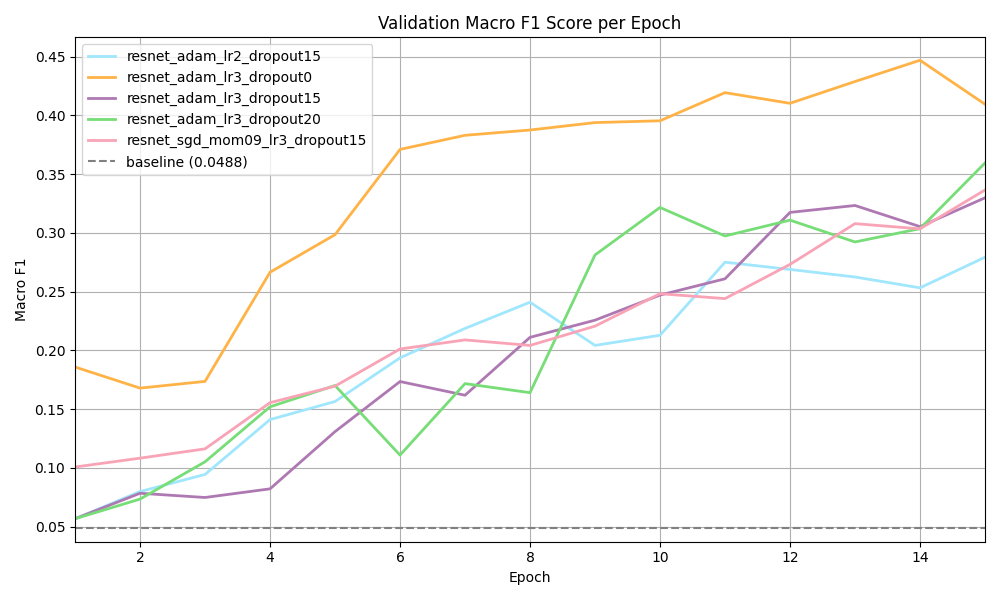 Validation Macro F1 Score per Epoch
resnet_adam_lr2_dropout15
resnet_adam_lr3_dropout0
resnet_adam_lr3_dropout15
resnet_adam_lr3_dropout20
resnet_sgd_mom09_lr3_dropout15
baseline (0.0488)
Macro F1
0.45
0.40
0.35
0.30
0.25
0.20
0.15
0.10
0.05
2 4 6 8 10 12 14
Epoch